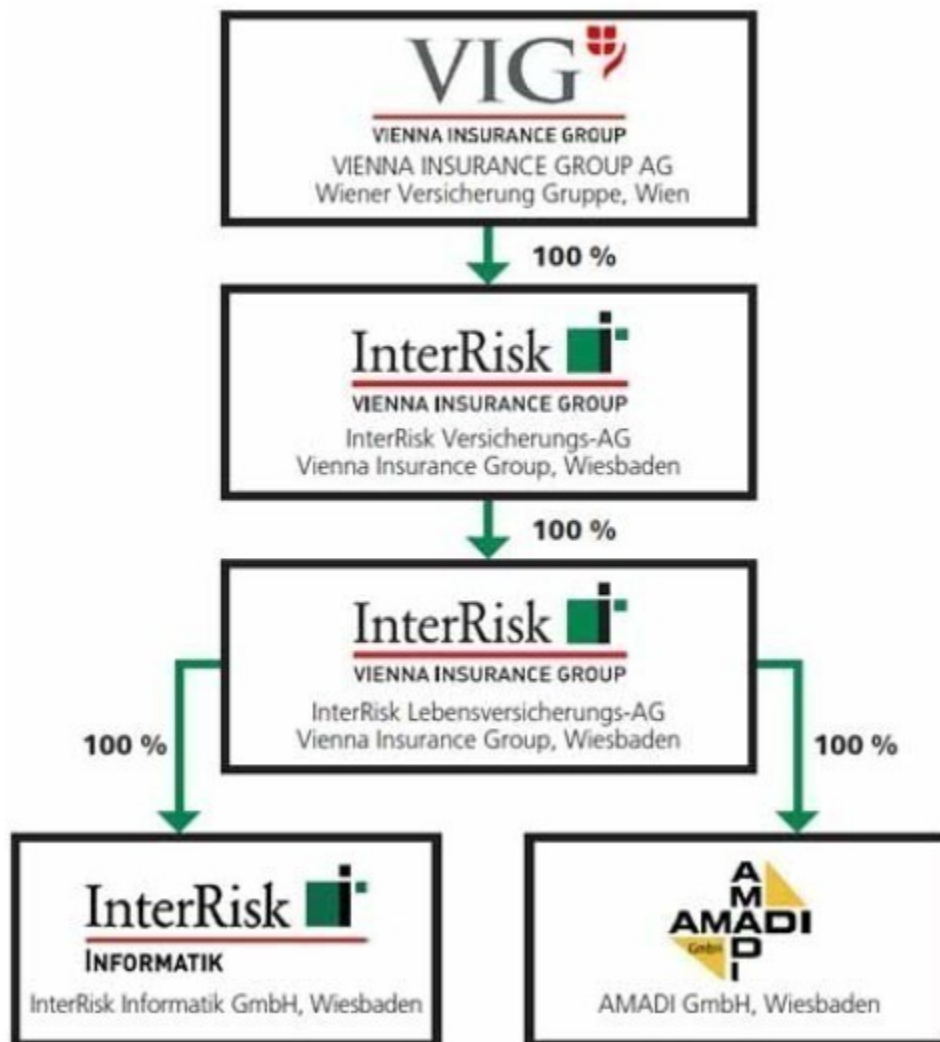 VIG
VIENNA INSURANCE GROUP
VIENNA INSURANCE GROUP AG
Wiener Versicherung Gruppe, Wien
100 %
InterRisk
VIENNA INSURANCE GROUP
InterRisk Versicherungs-AG
Vienna Insurance Group, Wiesbaden
100 %
InterRisk
VIENNA INSURANCE GROUP
InterRisk Lebensversicherungs-AG
Vienna Insurance Group, Wiesbaden
100 %
100 %
InterRisk
INFORMATIK
InterRisk Informatik GmbH, Wiesbaden
AMADI
AMADI
GmbH
AMADI GmbH, Wiesbaden